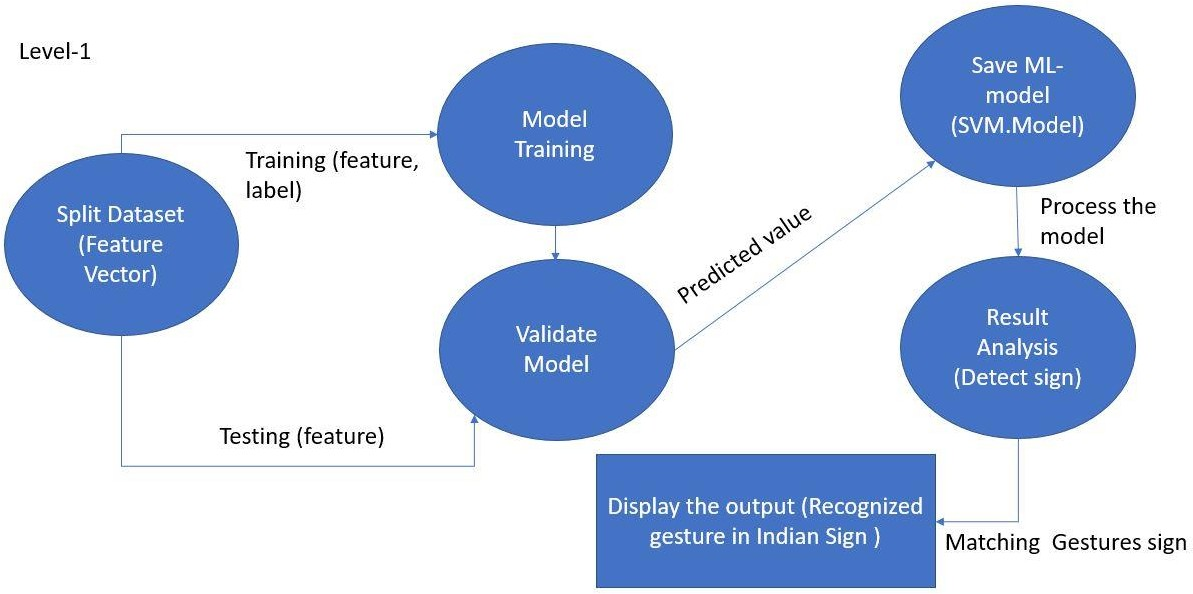 Level-1
Split Dataset
(Feature
Vector)
Training (feature,
label)
Model
Training
Testing (feature)
Validate
Model
Predicted value
Save ML-
model
(SVM.Model)
Process the
model
Result
Analysis
(Detect sign)
Matching  Gestures sign
Display the output (Recognized
gesture in Indian Sign )